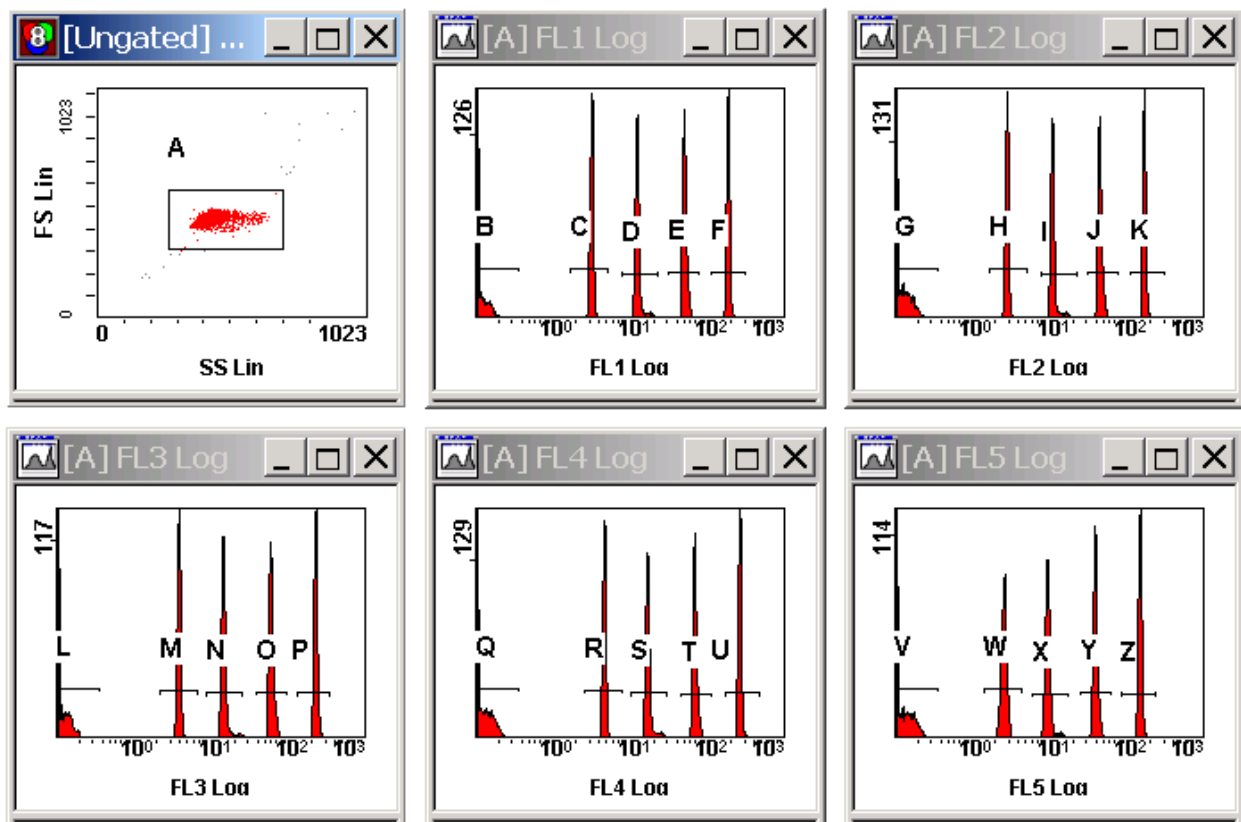 8 [Ungated] ...
1023
A
FS Lin
0
0 1023
SS Lin
[A] FL1 Log
126
B C D E F
10⁰ 10¹ 10² 10³
FL1 Log
[A] FL2 Log
131
G H I J K
10⁰ 10¹ 10² 10³
FL2 Log
[A] FL3 Log
117
L M N O P
10⁰ 10¹ 10² 10³
FL3 Log
[A] FL4 Log
129
Q R S T U
10⁰ 10¹ 10² 10³
FL4 Log
[A] FL5 Log
114
V W X Y Z
10⁰ 10¹ 10² 10³
FL5 Log